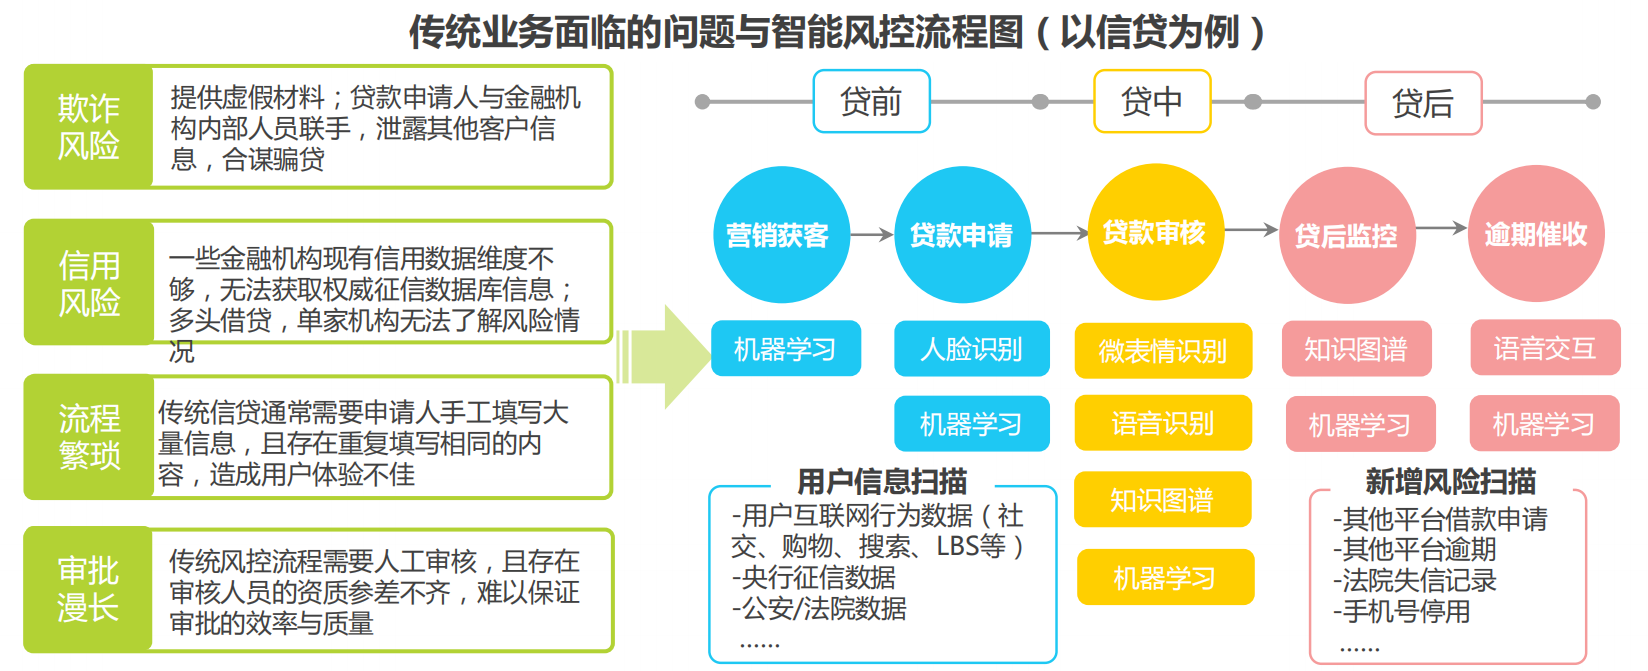 传统业务面临的问题与智能风控流程图（以信贷为例）
欺诈
风险
提供虚假材料；贷款申请人与金融机
构内部人员联手，泄露其他客户信
息，合谋骗贷
信用
风险
一些金融机构现有信用数据维度不
够，无法获取权威征信数据库信息；
多头借贷，单家机构无法了解风险情
况
流程
繁琐
传统信贷通常需要申请人手工填写大
量信息，且存在重复填写相同的内
容，造成用户体验不佳
审批
漫长
传统风控流程需要人工审核，且存在
审核人员的资质参差不齐，难以保证
审批的效率与质量
贷前
贷中
贷后
营销获客
贷款申请
贷款审核
贷后监控
逾期催收
机器学习
人脸识别
微表情识别
知识图谱
语音交互
机器学习
语音识别
机器学习
机器学习
知识图谱
机器学习
用户信息扫描
-用户互联网行为数据（社
交、购物、搜索、LBS等）
-央行征信数据
-公安/法院数据
......
新增风险扫描
-其他平台借款申请
-其他平台逾期
-法院失信记录
-手机号停用
......